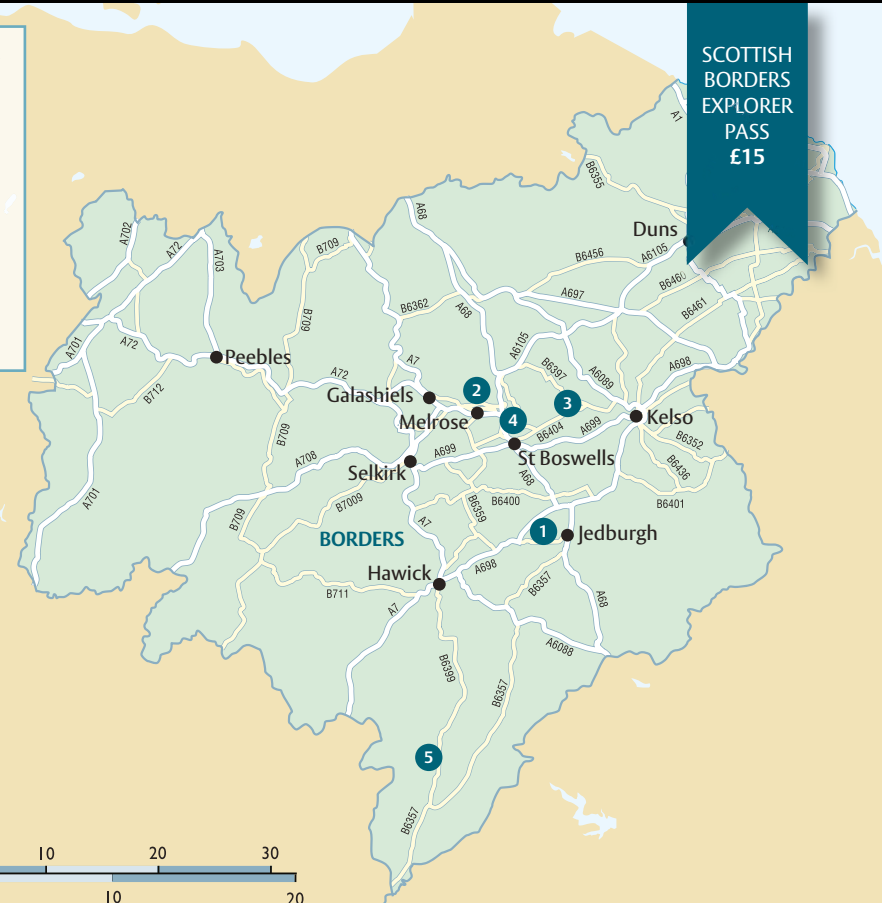 SCOTTISH
BORDERS
EXPLORER
PASS
£15
A1
B6355
A68
Duns
A702
A72
A703
B709
B6456
A6105
B6460
A697
B6461
B6362
A68
B709
A701
A72
A7
A6105
B6397
A6089
A698
Peebles
B712
A72
Galashiels
2
Melrose
3
4
B6404
A699
Kelso
B6352
B709
A708
A699
St Boswells
B6436
Selkirk
A68
A701
B7009
B6359
B6400
B6401
B709
A7
BORDERS
1
Jedburgh
Hawick
A698
B6357
B711
A7
A68
A6088
B6399
B6357
5
B6357
10
20
30
10
20